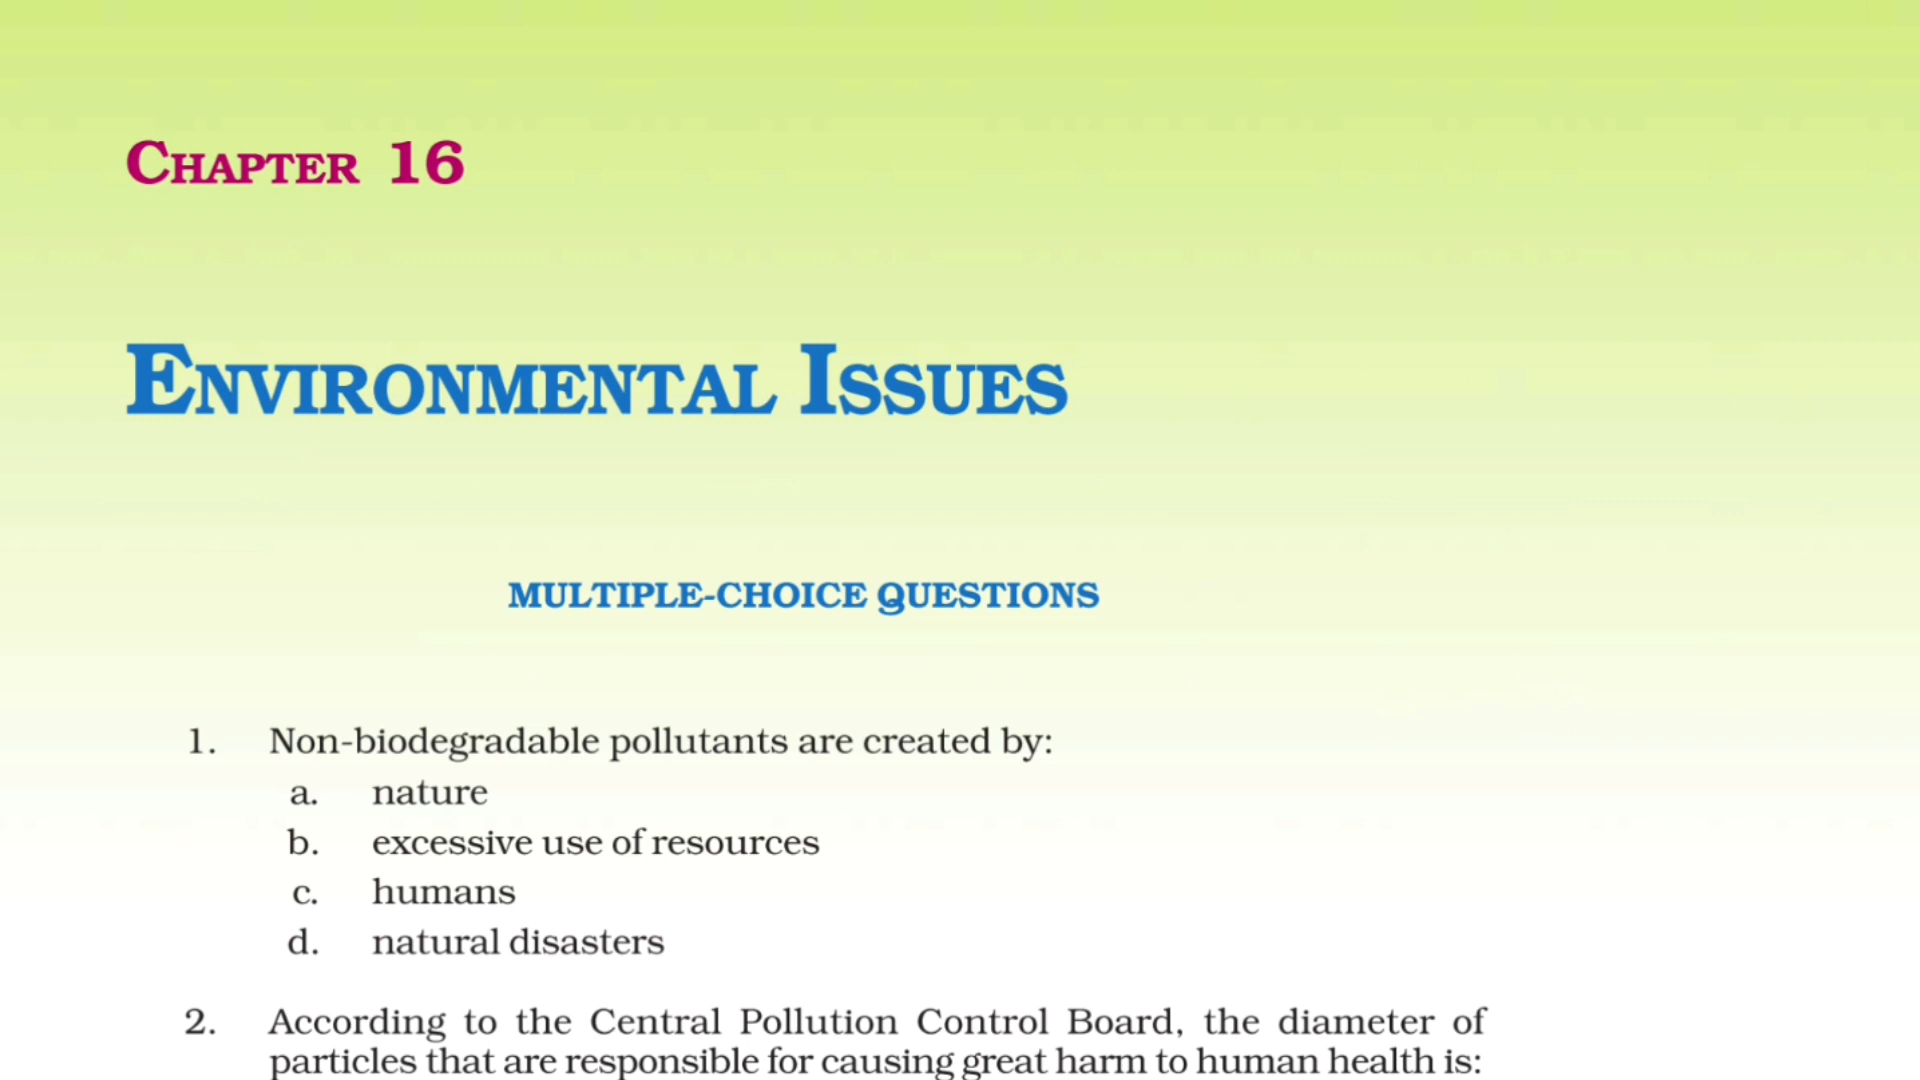 CHAPTER 16
ENVIRONMENTAL ISSUES
MULTIPLE-CHOICE QUESTIONS
1. Non-biodegradable pollutants are created by:
a. nature
b. excessive use of resources
c. humans
d. natural disasters
2. According to the Central Pollution Control Board, the diameter of
particles that are responsible for causing great harm to human health is: